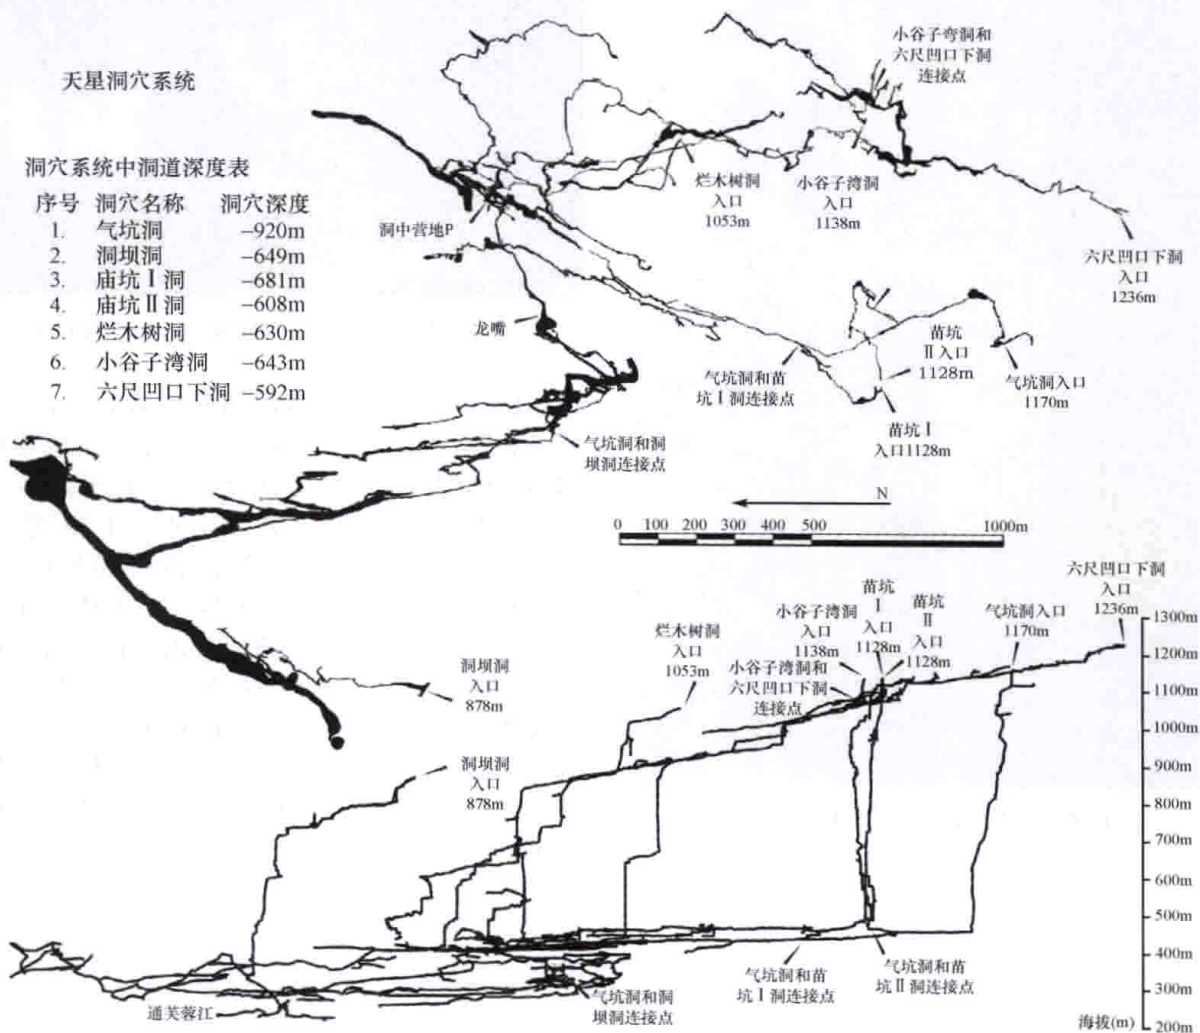 天星洞穴系统
洞穴系统中洞道深度表
序号 洞穴名称 洞穴深度
1. 气坑洞 -920m
2. 洞坝洞 -649m
3. 庙坑Ⅰ洞 -681m
4. 庙坑Ⅱ洞 -608m
5. 烂木树洞 -630m
6. 小谷子湾洞 -643m
7. 六尺凹口下洞 -592m
小谷子弯洞和
六尺凹口下洞
连接点
烂木树洞
入口
1053m
小谷子湾洞
入口
1138m
六尺凹口下洞
入口
1236m
洞中营地P
龙嘴
气坑洞和苗
坑Ⅰ洞连接点
苗坑
Ⅱ入口
1128m
气坑洞入口
1170m
苗坑Ⅰ
入口1128m
气坑洞和洞
坝洞连接点
N
0 100 200 300 400 500 1000m
洞坝洞
入口
878m
洞坝洞
入口
878m
烂木树洞
入口
1053m
小谷子湾洞
入口
1138m
苗坑
Ⅰ
入口
1128m
苗坑
Ⅱ
入口
1128m
气坑洞入口
1170m
六尺凹口下洞
入口
1236m
小谷子湾洞和
六尺凹口下洞
连接点
1300m
1200m
1100m
1000m
900m
800m
700m
600m
500m
400m
300m
200m
海拔(m)
通芙蓉江
气坑洞和洞
坝洞连接点
气坑洞和苗
坑Ⅰ洞连接点
气坑洞和苗
坑Ⅱ洞连接点